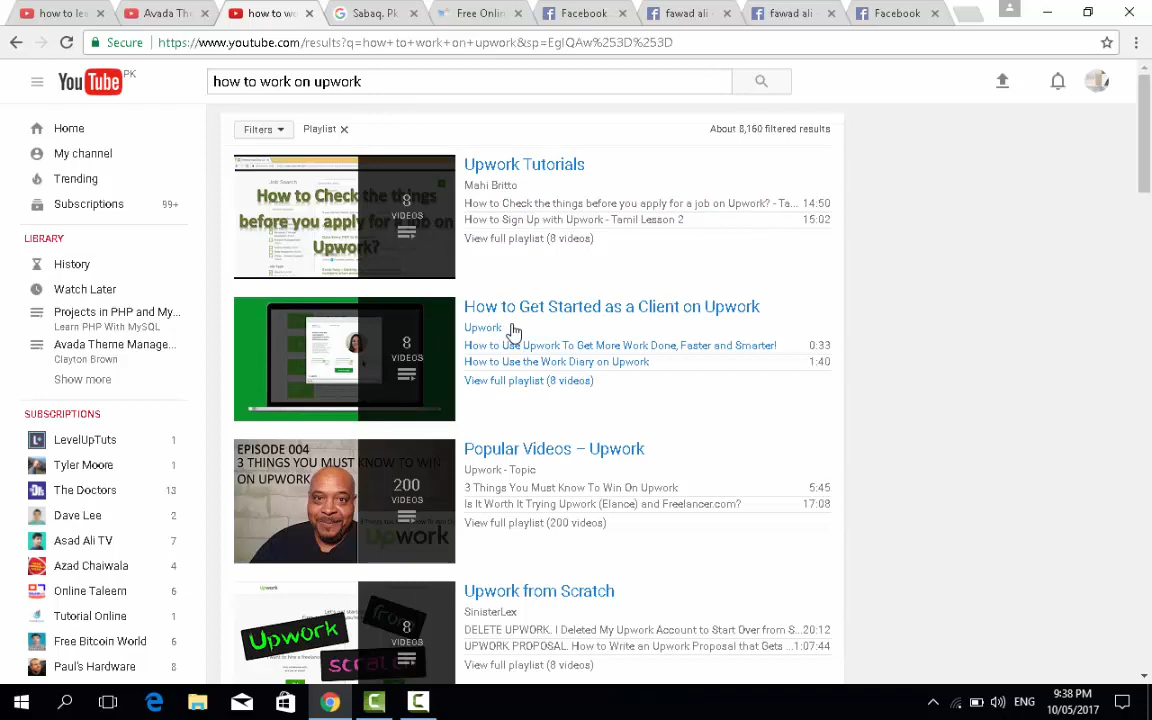 how to lea
Avada The
how to wo
Sabaq. Pk
Free Onlin
Facebook
fawad ali -
fawad ali -
Facebook
Secure https://www.youtube.com/results?q=how+to+work+on+upwork&sp=EgIQAw%253D%253D
YouTube PK
how to work on upwork
Home
My channel
Trending
Subscriptions 99+
LIBRARY
History
Watch Later
Projects in PHP and My...
Learn PHP With MySQL
Avada Theme Manage...
Clayton Brown
Show more
SUBSCRIPTIONS
LevelUpTuts 1
Tyler Moore 1
The Doctors 13
Dave Lee 2
Asad Ali TV 7
Azad Chaiwala 4
Online Taleem 1
Tutorial Online 1
Free Bitcoin World 6
Paul's Hardware 8
Filters
Playlist
About 8,160 filtered results
How to Check the things
before you apply for a job on
Upwork?
8
VIDEOS
Upwork Tutorials
Mahi Britto
How to Check the things before you apply for a job on Upwork? - Ta... 14:50
How to Sign Up with Upwork - Tamil Lesson 2 15:02
View full playlist (8 videos)
8
VIDEOS
How to Get Started as a Client on Upwork
Upwork
How to Use Upwork To Get More Work Done, Faster and Smarter! 0:33
How to Use the Work Diary on Upwork 1:40
View full playlist (8 videos)
EPISODE 004
3 THINGS YOU MUST KNOW TO WIN
ON UPWORK
200
VIDEOS
Upwork
Popular Videos – Upwork
Upwork - Topic
3 Things You Must Know To Win On Upwork 5:45
Is It Worth It Trying Upwork (Elance) and Freelancer.com? 17:08
View full playlist (200 videos)
Upwork
from
scratch
8
VIDEOS
Upwork from Scratch
SinisterLex
DELETE UPWORK. I Deleted My Upwork Account to Start Over from S... 20:12
UPWORK PROPOSAL. How to Write an Upwork Proposal that Gets ... 1:07:44
View full playlist (8 videos)
ENG
9:38 PM
10/05/2017